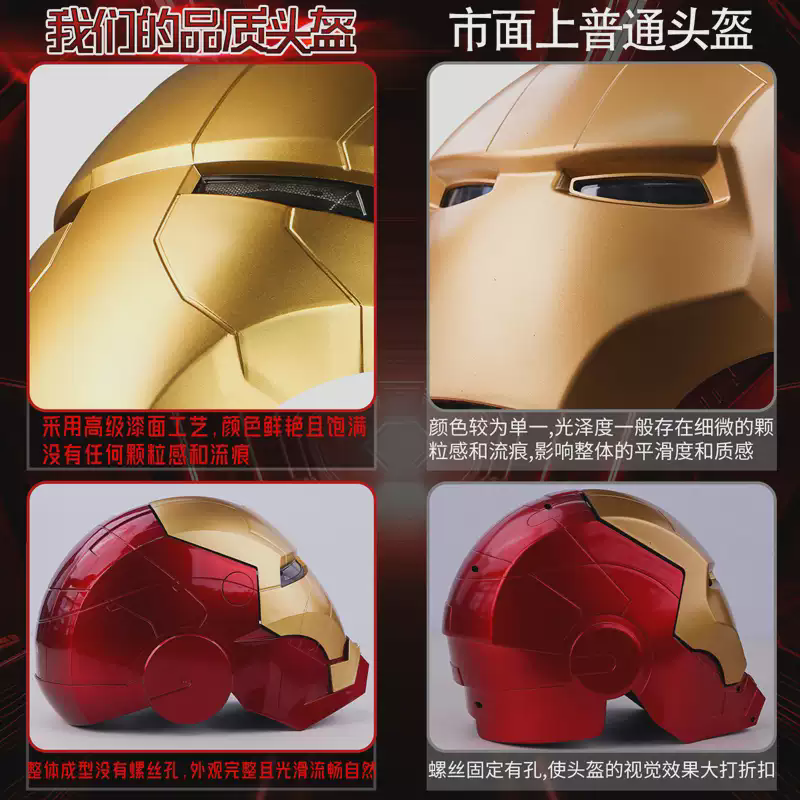 我们的品质头盔
市面上普通头盔
采用高级漆面工艺,颜色鲜艳且饱满
没有任何颗粒感和流痕
颜色较为单一,光泽度一般存在细微的颗
粒感和流痕,影响整体的平滑度和质感
整体成型没有螺丝孔,外观完整且光滑流畅自然
螺丝固定有孔,使头盔的视觉效果大打折扣